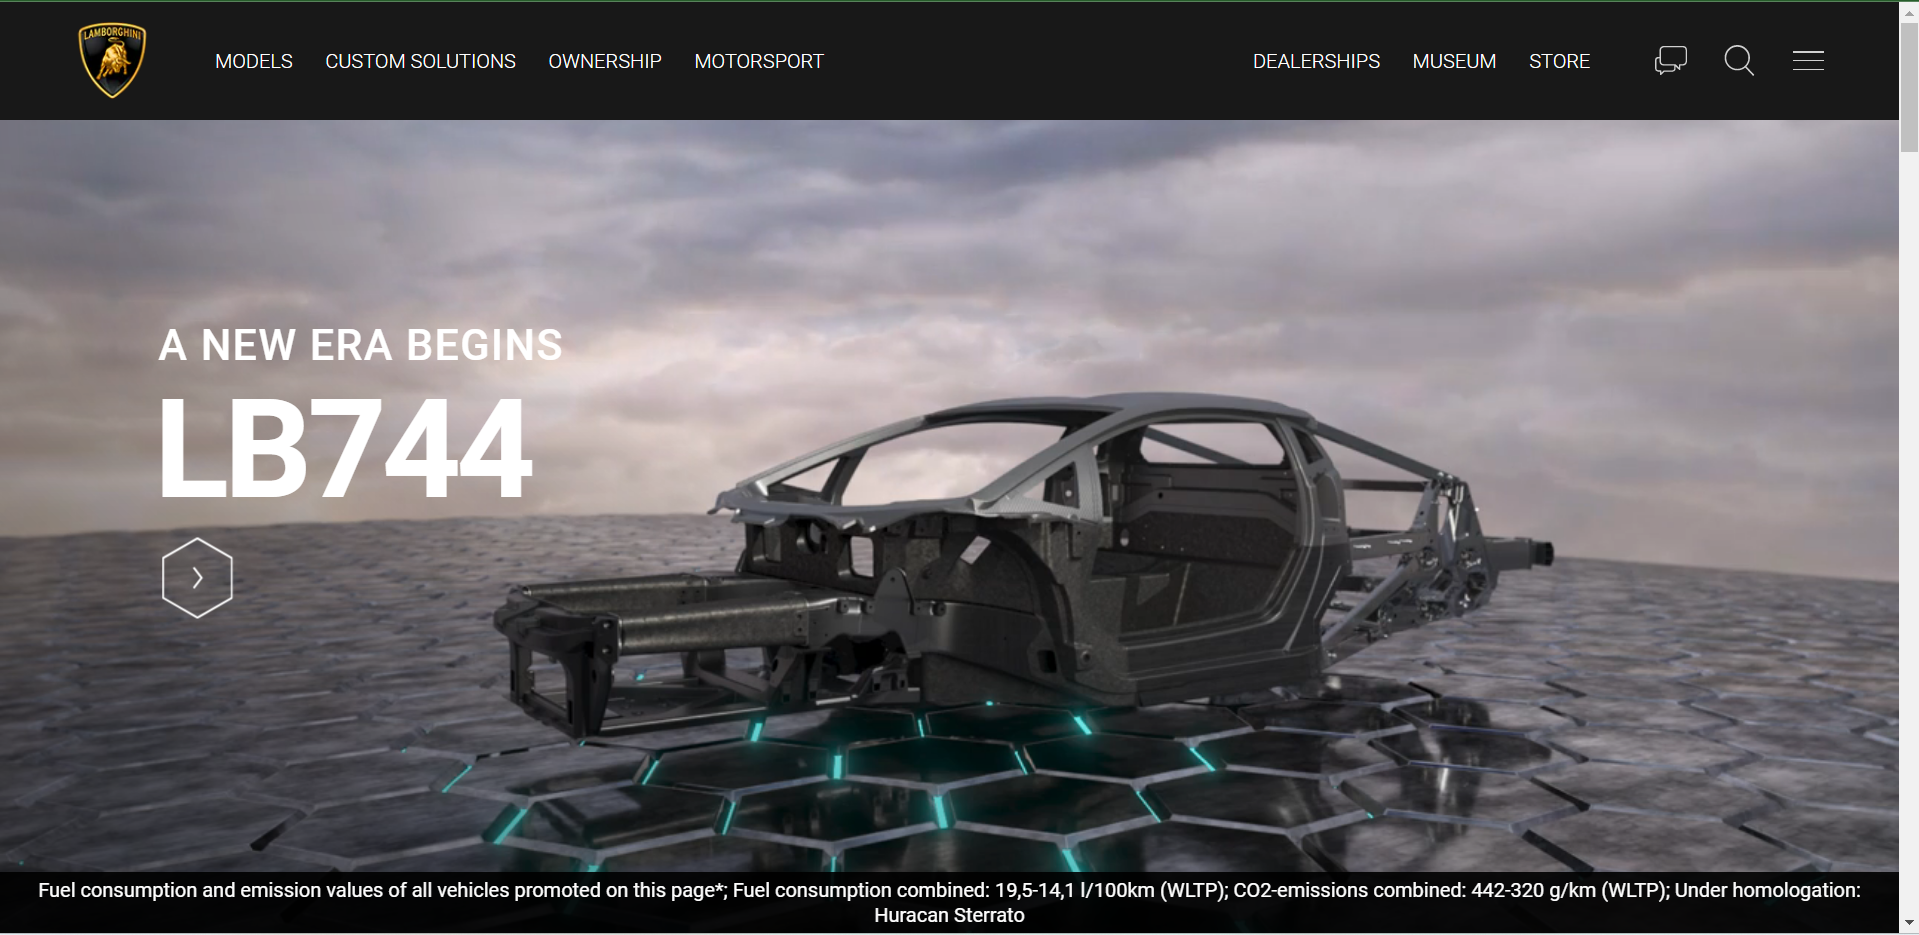 LAMBORGHINI
MODELS CUSTOM SOLUTIONS OWNERSHIP MOTORSPORT DEALERSHIPS MUSEUM STORE
A NEW ERA BEGINS
LB744
Fuel consumption and emission values of all vehicles promoted on this page*; Fuel consumption combined: 19,5-14,1 l/100km (WLTP); CO2-emissions combined: 442-320 g/km (WLTP); Under homologation:
Huracan Sterrato